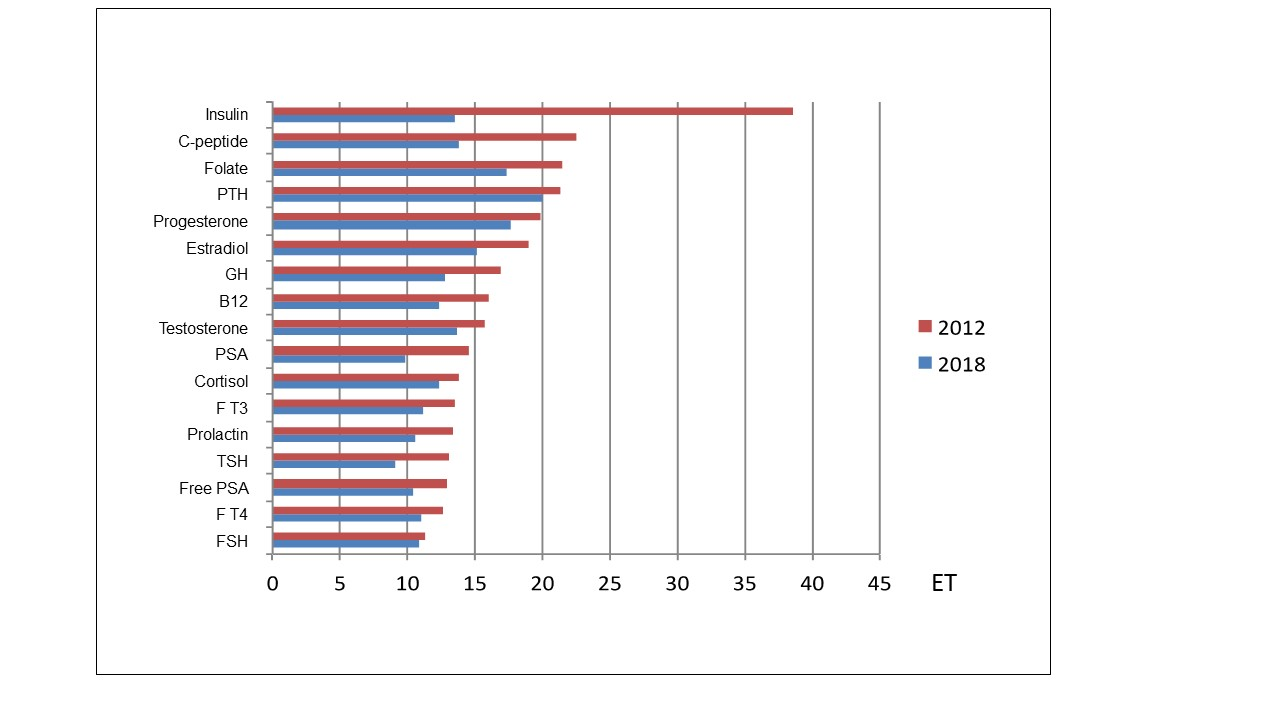 Insulin
C-peptide
Folate
PTH
Progesterone
Estradiol
GH
B12
Testosterone
PSA
Cortisol
F T3
Prolactin
TSH
Free PSA
F T4
FSH
2012
2018
0 5 10 15 20 25 30 35 40 45 ET